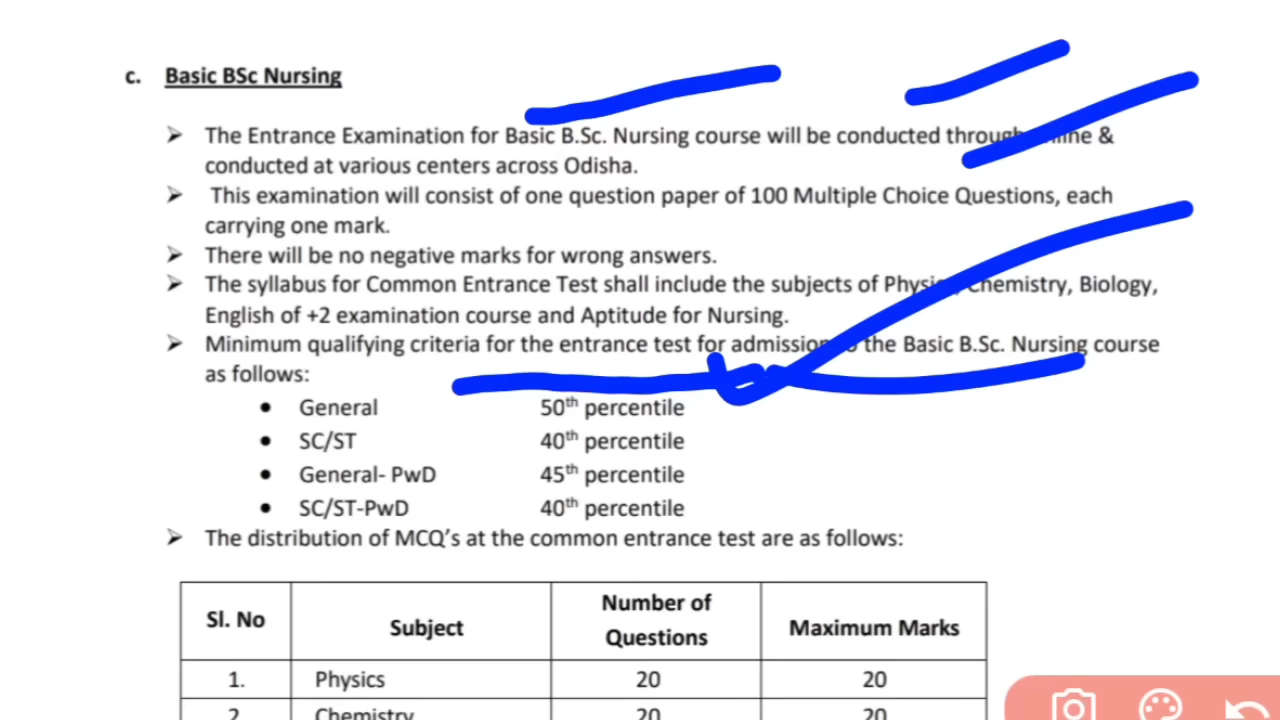 c. Basic BSc Nursing
➤ The Entrance Examination for Basic B.Sc. Nursing course will be conducted through &
conducted at various centers across Odisha.
➤ This examination will consist of one question paper of 100 Multiple Choice Questions, each
carrying one mark.
➤ There will be no negative marks for wrong answers.
➤ The syllabus for Common Entrance Test shall include the subjects of Physics, Chemistry, Biology,
English of +2 examination course and Aptitude for Nursing.
➤ Minimum qualifying criteria for the entrance test for admission the Basic B.Sc. Nursing course
as follows:
• General 50th percentile
• SC/ST 40th percentile
• General- PwD 45th percentile
• SC/ST-PwD 40th percentile
➤ The distribution of MCQ's at the common entrance test are as follows:
Sl. No Subject Number of Questions Maximum Marks
1. Physics 20 20
2. Chemistry 20 20